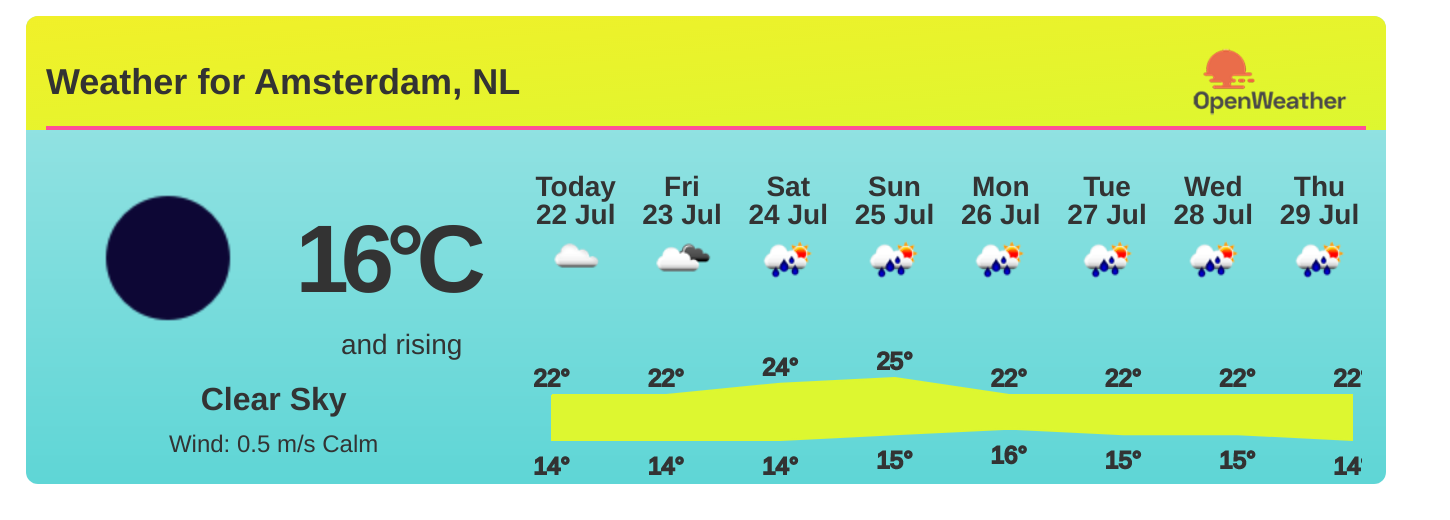 Weather for Amsterdam, NL
OpenWeather
Today Fri Sat Sun Mon Tue Wed Thu
22 Jul 23 Jul 24 Jul 25 Jul 26 Jul 27 Jul 28 Jul 29 Jul
16°C
and rising
Clear Sky
Wind: 0.5 m/s Calm
22° 22° 24° 25° 22° 22° 22° 22°
14° 14° 14° 15° 16° 15° 15° 14°